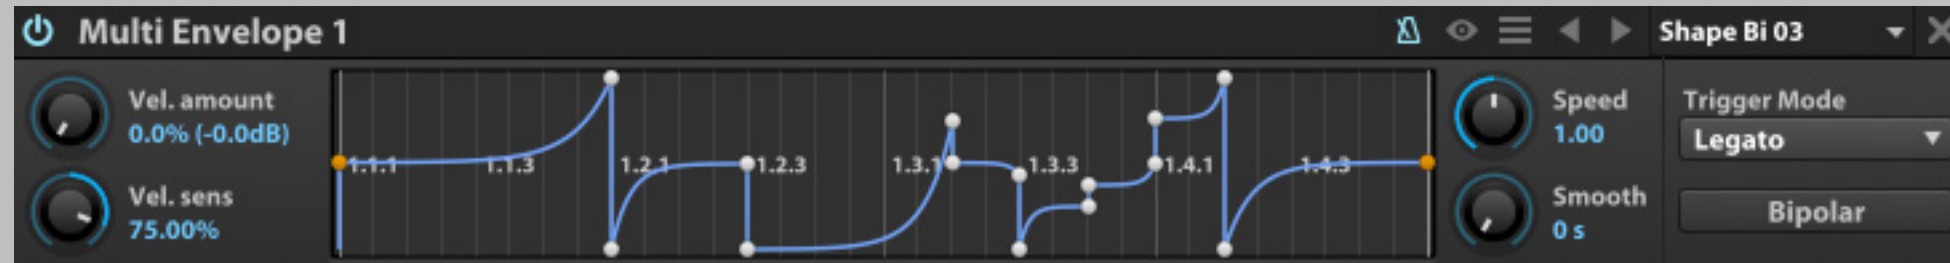 Multi Envelope 1
Shape Bi 03
Vel. amount
0.0% (-0.0dB)
Vel. sens
75.00%
1.1.1
1.1.3
1.2.1
1.2.3
1.3.1
1.3.3
1.4.1
1.4.3
Speed
1.00
Smooth
0 s
Trigger Mode
Legato
Bipolar